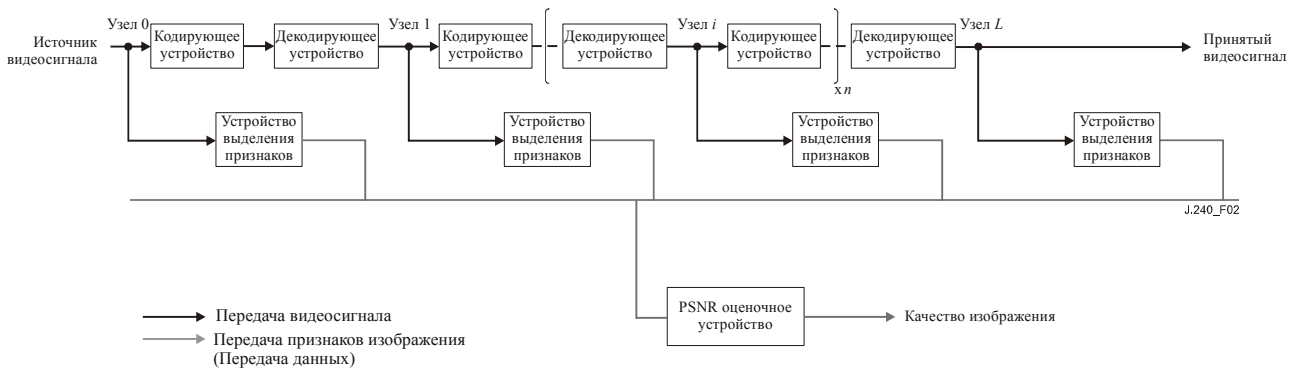 Узел 0
Узел 1
Узел i
Узел L
Источник
видеосигнала
Кодирующее
устройство
Декодирующее
устройство
Кодирующее
устройство
Декодирующее
устройство
Кодирующее
устройство
Декодирующее
устройство
x n
Принятый
видеосигнал
Устройство
выделения
признаков
Устройство
выделения
признаков
Устройство
выделения
признаков
Устройство
выделения
признаков
J.240_F02
PSNR оценочное
устройство
Качество изображения
Передача видеосигнала
Передача признаков изображения
(Передача данных)